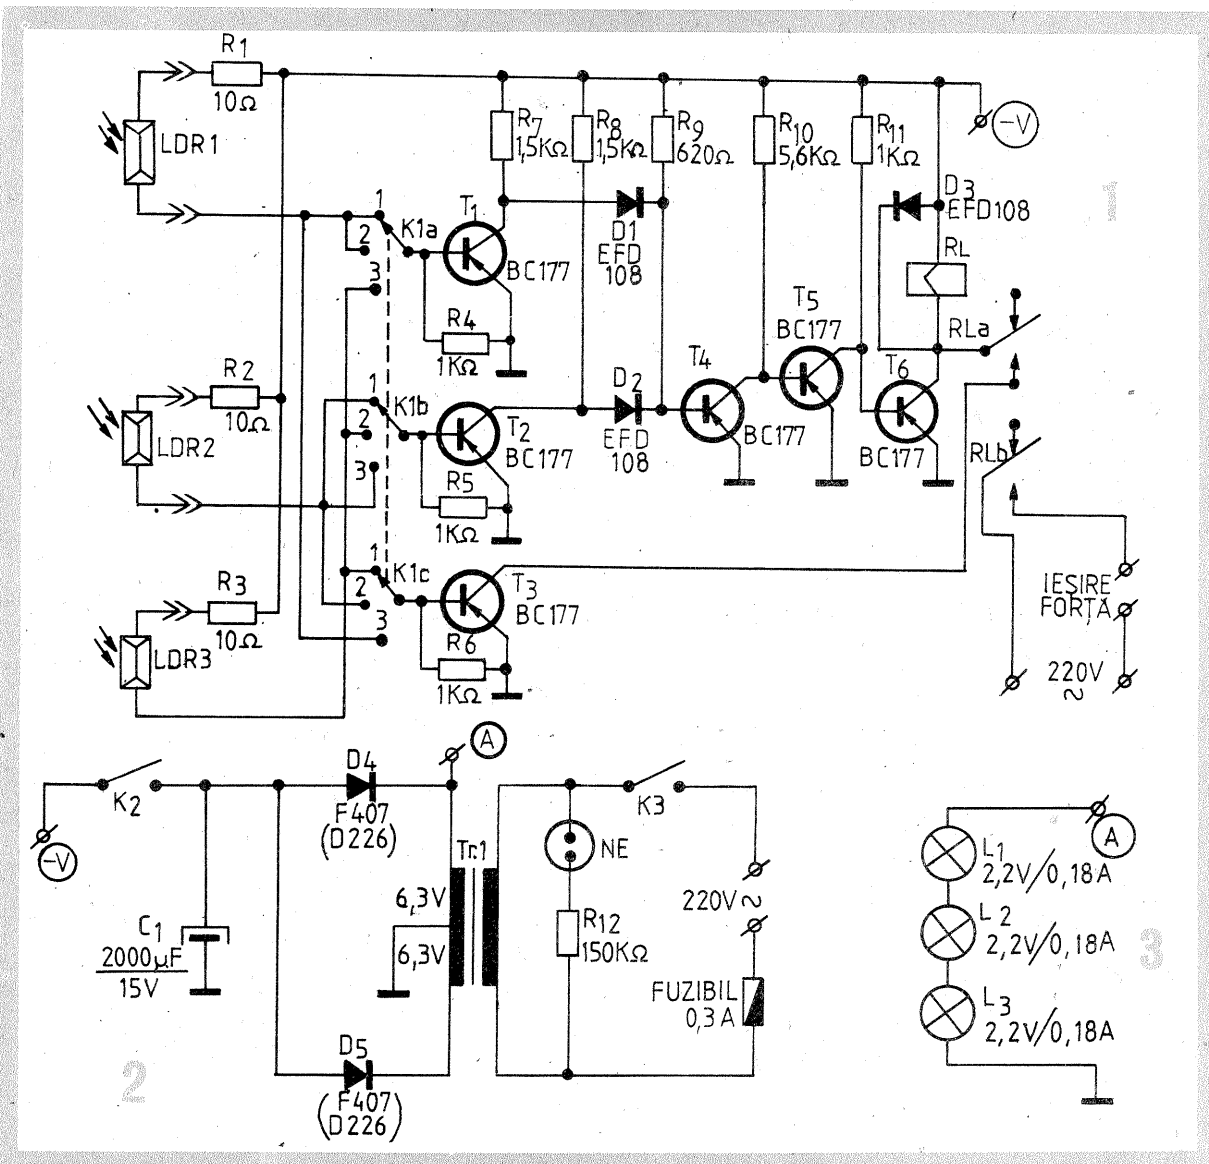 R1
10Ω
LDR1
R7
1,5KΩ
R8
1,5KΩ
R9
620Ω
R10
5,6KΩ
R11
1KΩ
-V
1
D3
EFD108
1
2
3
K1a
T1
BC177
D1
EFD
108
RL
R4
1KΩ
T5
BC177
RLa
R2
10Ω
LDR2
1
2
3
K1b
T2
BC177
D2
EFD
108
T4
BC177
T6
BC177
RLb
R5
1KΩ
R3
10Ω
LDR3
1
2
3
K1c
T3
BC177
R6
1KΩ
IEȘIRE
FORȚĂ
220V
~
A
K2
-V
D4
F407
(D226)
Tr.1
6,3V
6,3V
C1
2000µF
15V
NE
R12
150KΩ
K3
220V~
FUZIBIL
0,3A
D5
(F407
D226)
2
A
L1
2,2V/0,18A
L2
2,2V/0,18A
L3
2,2V/0,18A
3